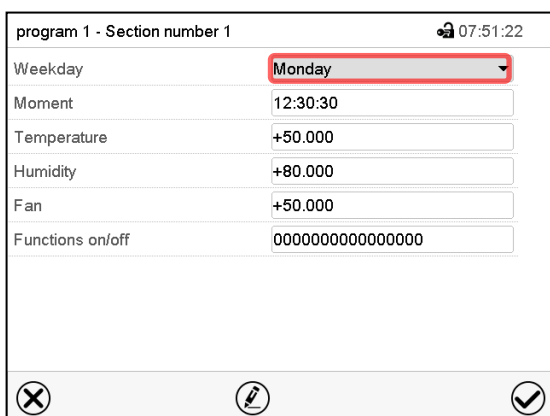 program 1 - Section number 1 07:51:22
Weekday Monday
Moment 12:30:30
Temperature +50.000
Humidity +80.000
Fan +50.000
Functions on/off 0000000000000000